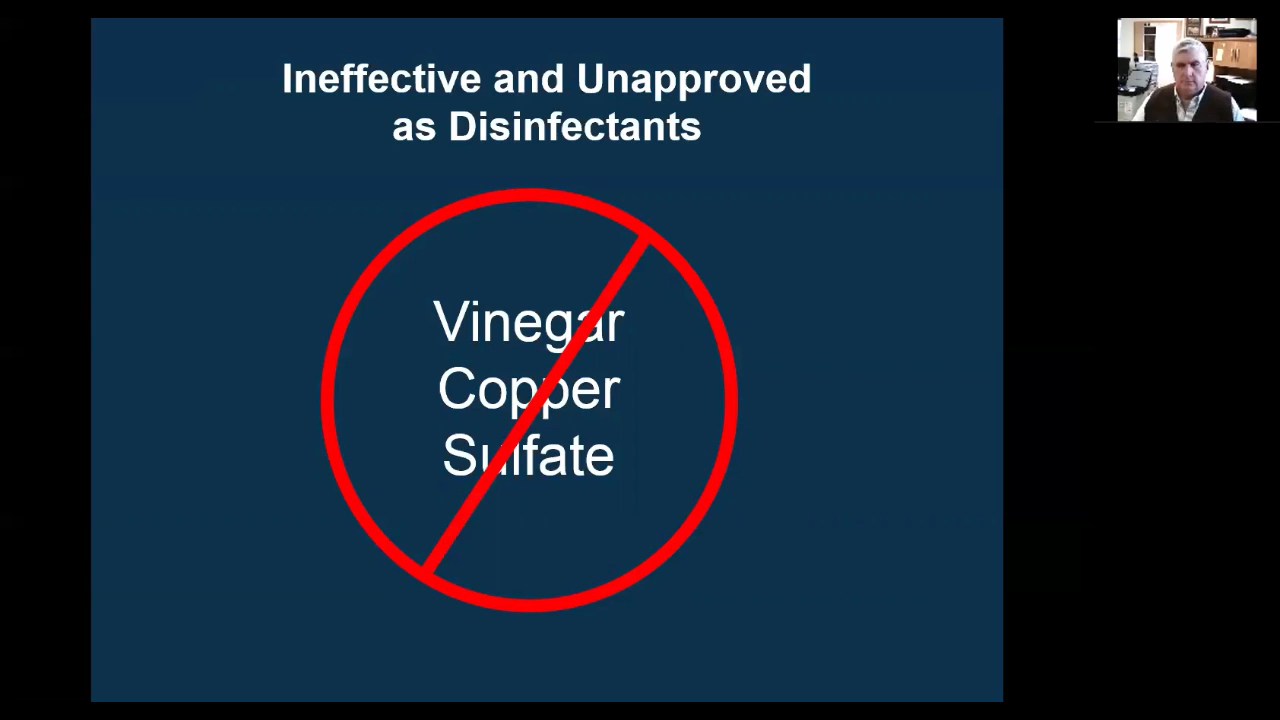 Ineffective and Unapproved
as Disinfectants
Vinegar
Copper
Sulfate